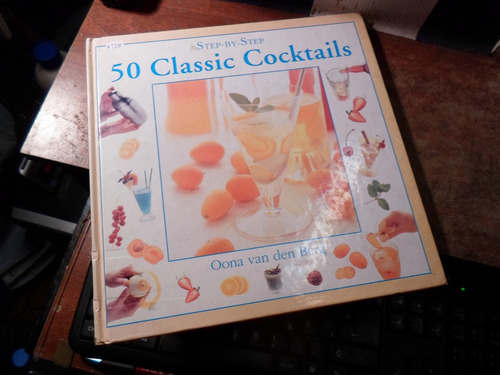 STEP-BY-STEP
50 Classic Cocktails
Oona van den Berg